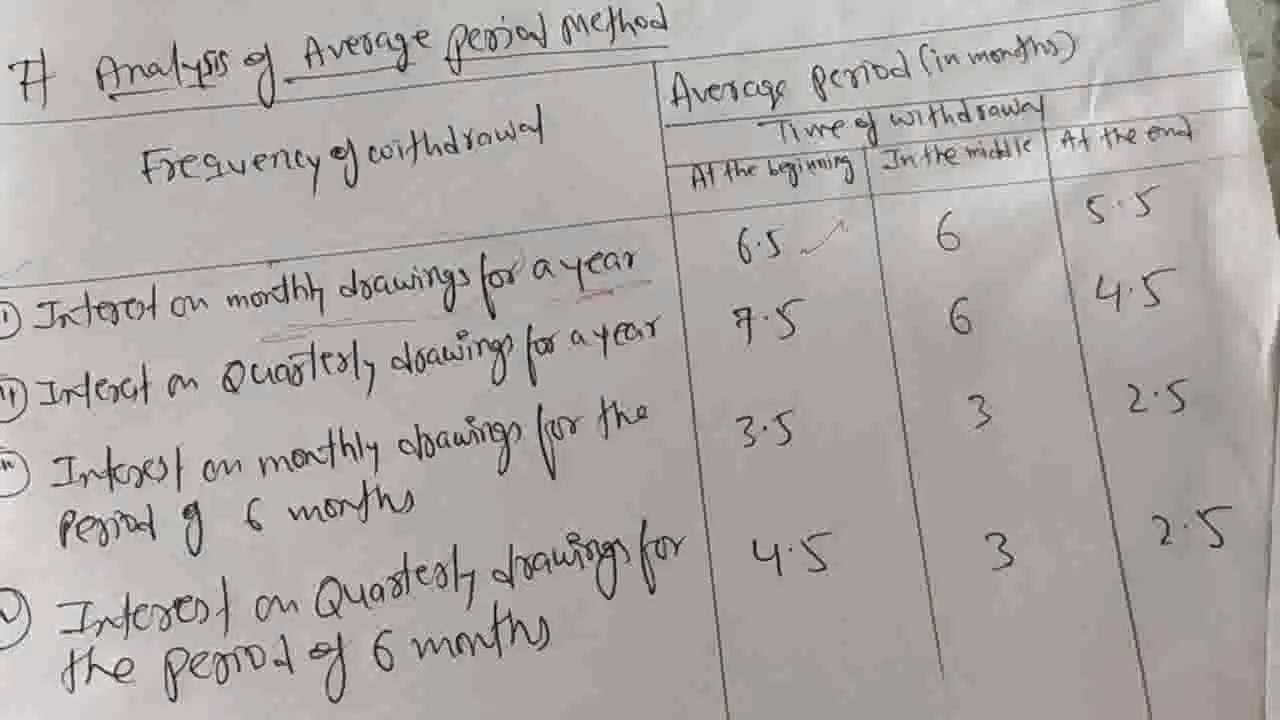 7) Analysis of Average period Method
Frequency of withdrawal
Average period (in months)
Time of withdrawal
At the beginning In the middle At the end
i) Interest on monthly drawings for a year 6.5 6 5.5
ii) Interest on Quarterly drawings for a year 7.5 6 4.5
iii) Interest on monthly drawings for the 3.5 3 2.5
period of 6 months
Interest on Quarterly drawings for 4.5 3 2.5
the period of 6 months